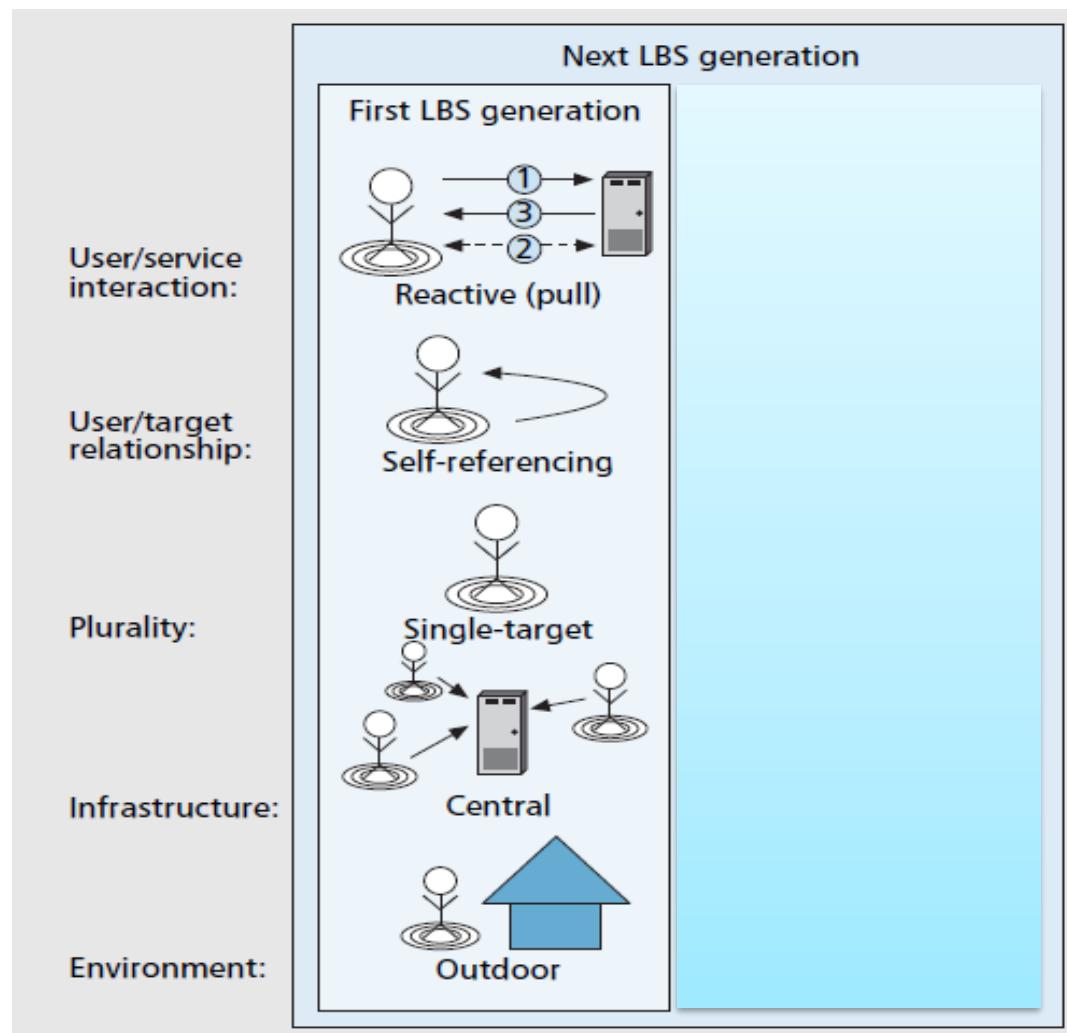 Next LBS generation
First LBS generation
1
3
2
User/service
interaction:
Reactive (pull)
User/target
relationship:
Self-referencing
Plurality:
Single-target
Infrastructure:
Central
Environment:
Outdoor